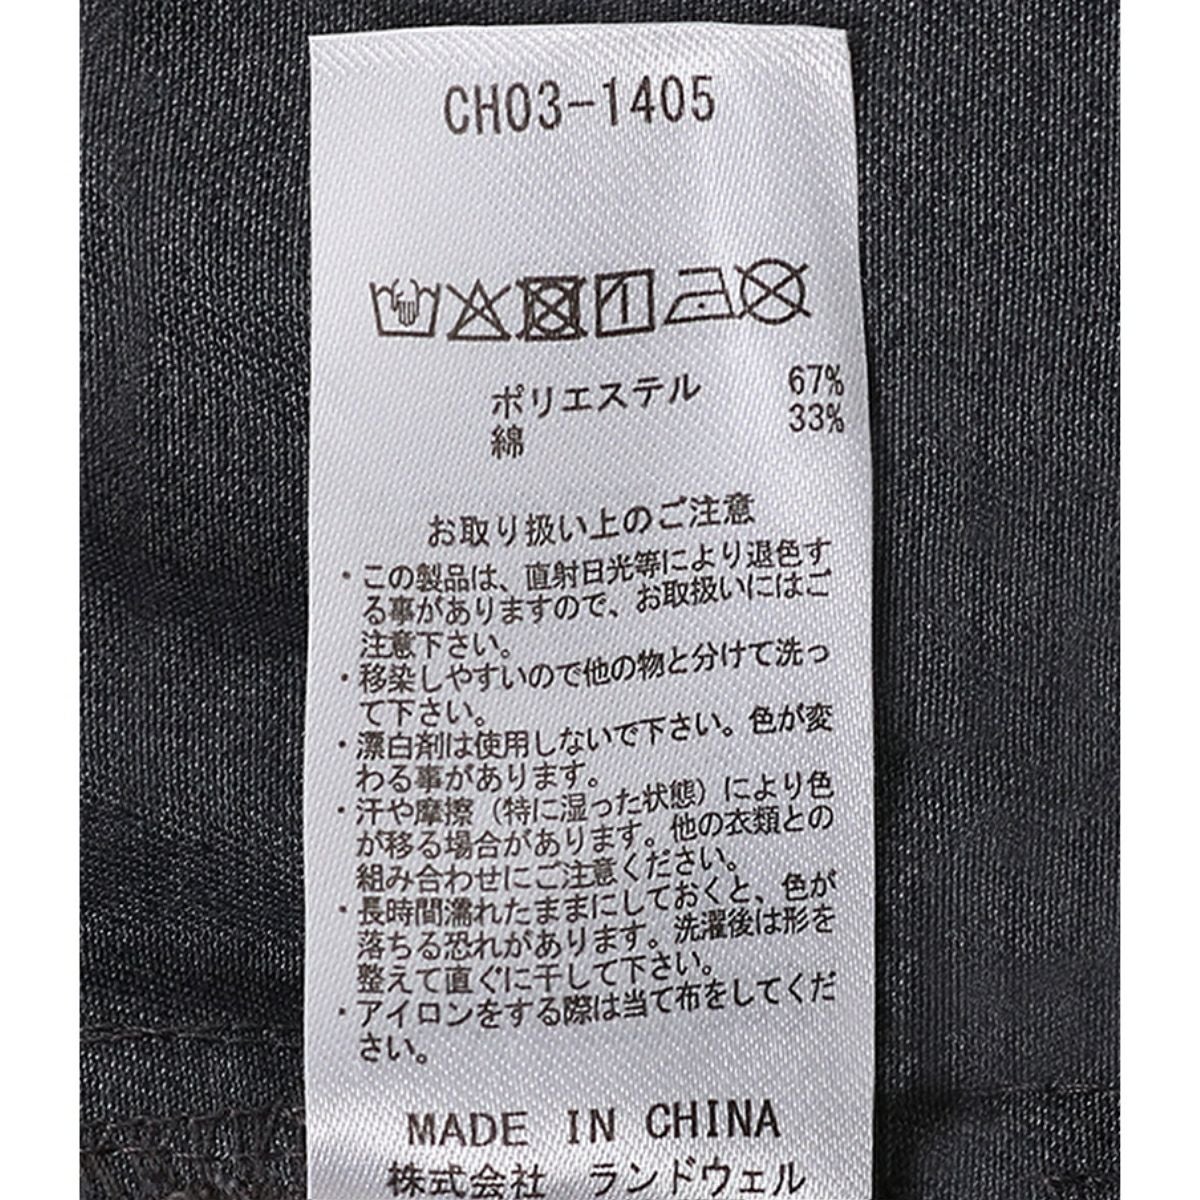 CH03-1405
ポリエステル 67%
綿 33%
お取り扱い上のご注意
・この製品は、直射日光等により退色す
る事がありますので、お取扱いにはご
注意下さい。
・移染しやすいので他の物と分けて洗っ
て下さい。
・漂白剤は使用しないで下さい。色が変
わる事があります。
・汗や摩擦（特に湿った状態）により色
が移る場合があります。他の衣類との
組み合わせにご注意ください。
・長時間濡れたままにしておくと、色が
落ちる恐れがあります。洗濯後は形を
整えて直ぐに干して下さい。
・アイロンをする際は当て布をしてくだ
さい。
MADE IN CHINA
株式会社 ランドウェル